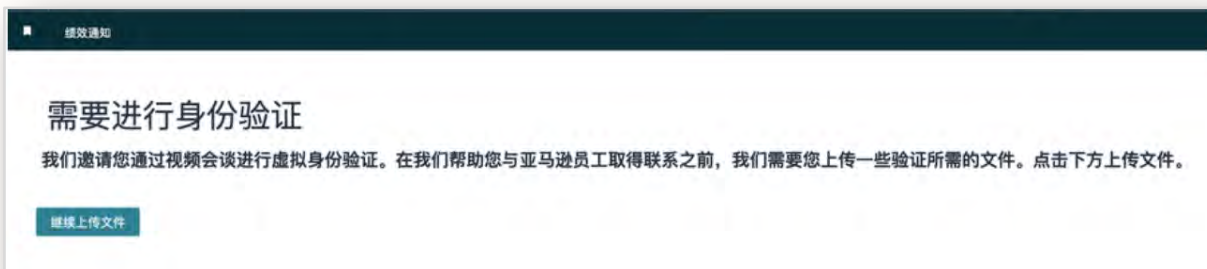 绩效通知
需要进行身份验证
我们邀请您通过视频会谈进行虚拟身份验证。在我们帮助您与亚马逊员工取得联系之前，我们需要您上传一些验证所需的文件。点击下方上传文件。
继续上传文件